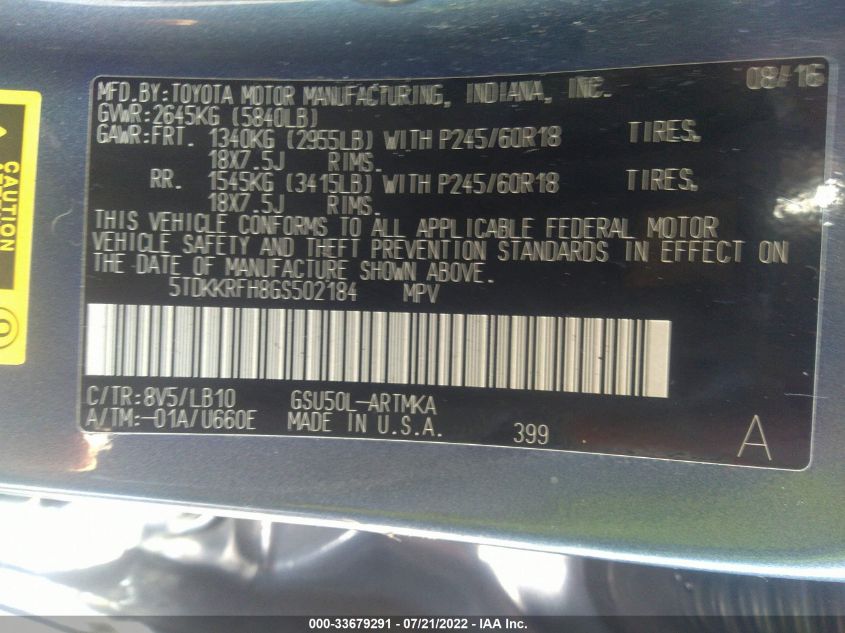 MFD.BY:TOYOTA MOTOR MANUFACTURING, INDIANA, INC. 08/16
GVWR:2645KG (5840LB)
GAWR:FRT. 1340KG (2955LB) WITH P245/60R18 TIRES,
18X7.5J RIMS.
RR. 1545KG (3415LB) WITH P245/60R18 TIRES,
18X7.5J RIMS.
THIS VEHICLE CONFORMS TO ALL APPLICABLE FEDERAL MOTOR
VEHICLE SAFETY AND THEFT PREVENTION STANDARDS IN EFFECT ON
THE DATE OF MANUFACTURE SHOWN ABOVE.
5TDKKRFH8GS502184 MPV
C/TR:8V5/LB10 GSU50L-ARTMKA
A/TM:-01A/U660E MADE IN U.S.A. 399 A
CAUTION
000-33679291 - 07/21/2022 - IAA Inc.